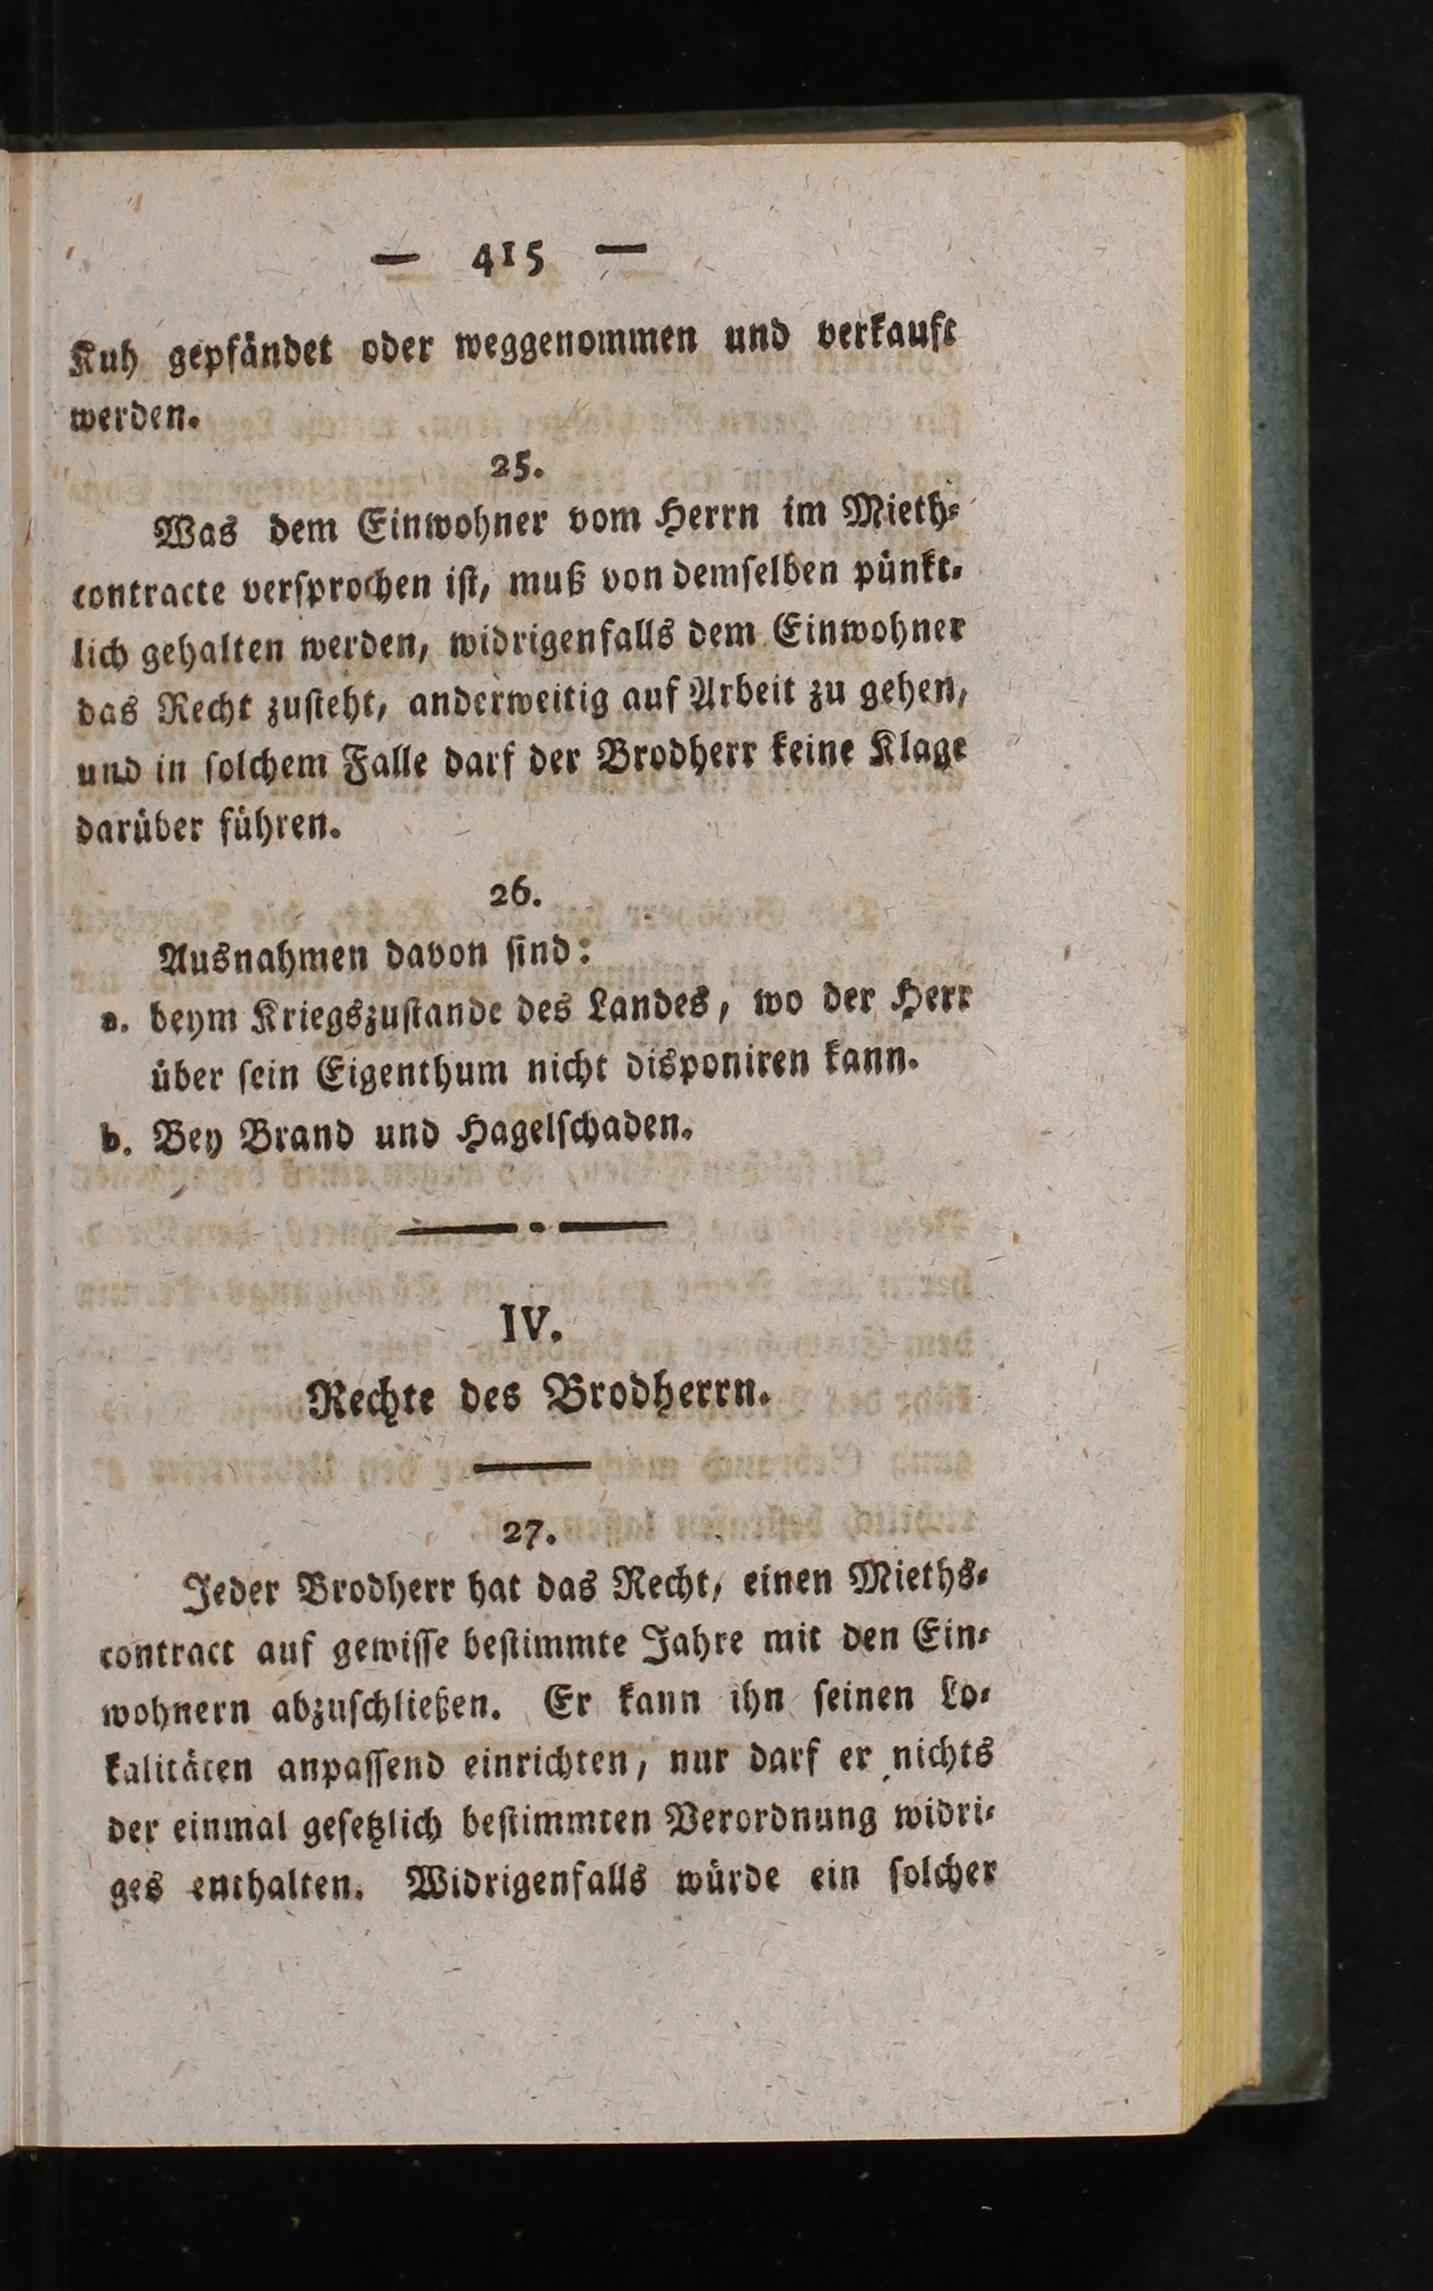 — 415 —
Kuh gepfändet oder weggenommen und verkauft
werden.
25.
Was dem Einwohner vom Herrn im Mieth⸗
contracte verſprochen iſt, muß von demſelben pünkt⸗
lich gehalten werden, widrigenfalls dem Einwohner
das Recht zuſteht, anderweitig auf Arbeit zu gehen,
und in ſolchem Falle darf der Brodherr keine Klage
darüber führen.
26.
Ausnahmen davon ſind:
a. beym Kriegszuſtande des Landes, wo der Herr
über ſein Eigenthum nicht disponiren kann.
b. Bey Brand und Hagelſchaden.
IV.
Rechte des Brodherrn.
27.
Jeder Brodherr hat das Recht, einen Mieths⸗
contract auf gewiſſe beſtimmte Jahre mit den Ein⸗
wohnern abzuſchließen. Er kann ihn ſeinen Lo⸗
kalitäten anpaſſend einrichten, nur darf er nichts
der einmal geſetzlich beſtimmten Verordnung widri⸗
ges enthalten. Widrigenfalls würde ein ſolcher